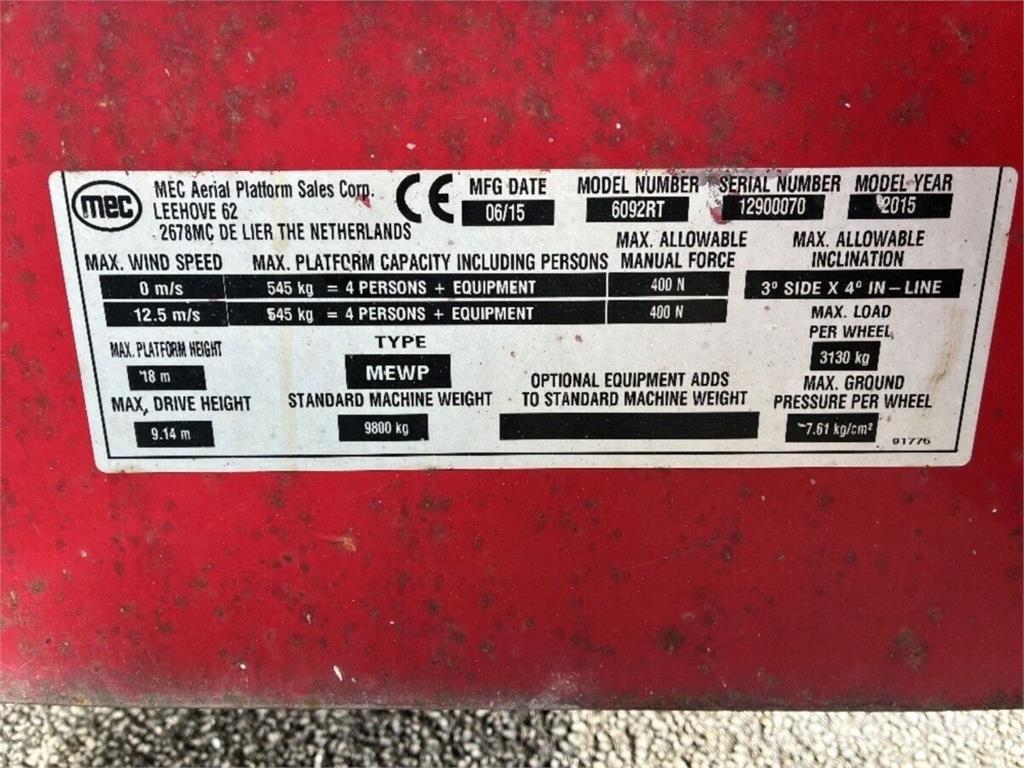 mec
MEC Aerial Platform Sales Corp.
LEEHOVE 62
2678MC DE LIER THE NETHERLANDS
CE
MFG DATE
06/15
MODEL NUMBER
6092RT
SERIAL NUMBER
12900070
MODEL YEAR
2015
MAX. WIND SPEED MAX. PLATFORM CAPACITY INCLUDING PERSONS
MAX. ALLOWABLE
MANUAL FORCE
0 m/s 545 kg = 4 PERSONS + EQUIPMENT 400 N
12.5 m/s 545 kg = 4 PERSONS + EQUIPMENT 400 N
MAX. ALLOWABLE
INCLINATION
3º SIDE X 4º IN-LINE
MAX. LOAD
PER WHEEL
3130 kg
MAX. PLATFORM HEIGHT
18 m
TYPE
MEWP
MAX, DRIVE HEIGHT
9.14 m
STANDARD MACHINE WEIGHT
9800 kg
OPTIONAL EQUIPMENT ADDS
TO STANDARD MACHINE WEIGHT
MAX. GROUND
PRESSURE PER WHEEL
7.61 kg/cm²
91776